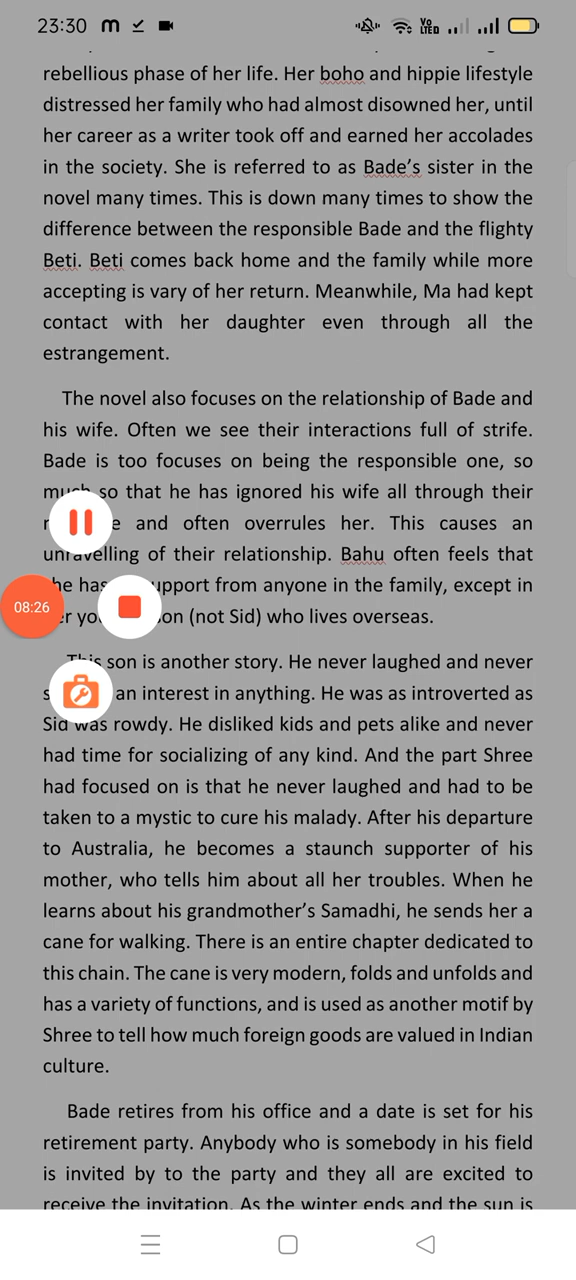 23:30
Vo LTED
rebellious phase of her life. Her boho and hippie lifestyle
distressed her family who had almost disowned her, until
her career as a writer took off and earned her accolades
in the society. She is referred to as Bade's sister in the
novel many times. This is down many times to show the
difference between the responsible Bade and the flighty
Beti. Beti comes back home and the family while more
accepting is vary of her return. Meanwhile, Ma had kept
contact with her daughter even through all the
estrangement.
The novel also focuses on the relationship of Bade and
his wife. Often we see their interactions full of strife.
Bade is too focuses on being the responsible one, so
much so that he has ignored his wife all through their
and often overrules her. This causes an
unravelling of their relationship. Bahu often feels that
he has upport from anyone in the family, except in
08:26
on (not Sid) who lives overseas.
This son is another story. He never laughed and never
an interest in anything. He was as introverted as
Sid was rowdy. He disliked kids and pets alike and never
had time for socializing of any kind. And the part Shree
had focused on is that he never laughed and had to be
taken to a mystic to cure his malady. After his departure
to Australia, he becomes a staunch supporter of his
mother, who tells him about all her troubles. When he
learns about his grandmother's Samadhi, he sends her a
cane for walking. There is an entire chapter dedicated to
this chain. The cane is very modern, folds and unfolds and
has a variety of functions, and is used as another motif by
Shree to tell how much foreign goods are valued in Indian
culture.
Bade retires from his office and a date is set for his
retirement party. Anybody who is somebody in his field
is invited by to the party and they all are excited to
receive the invitation. As the winter ends and the sun is